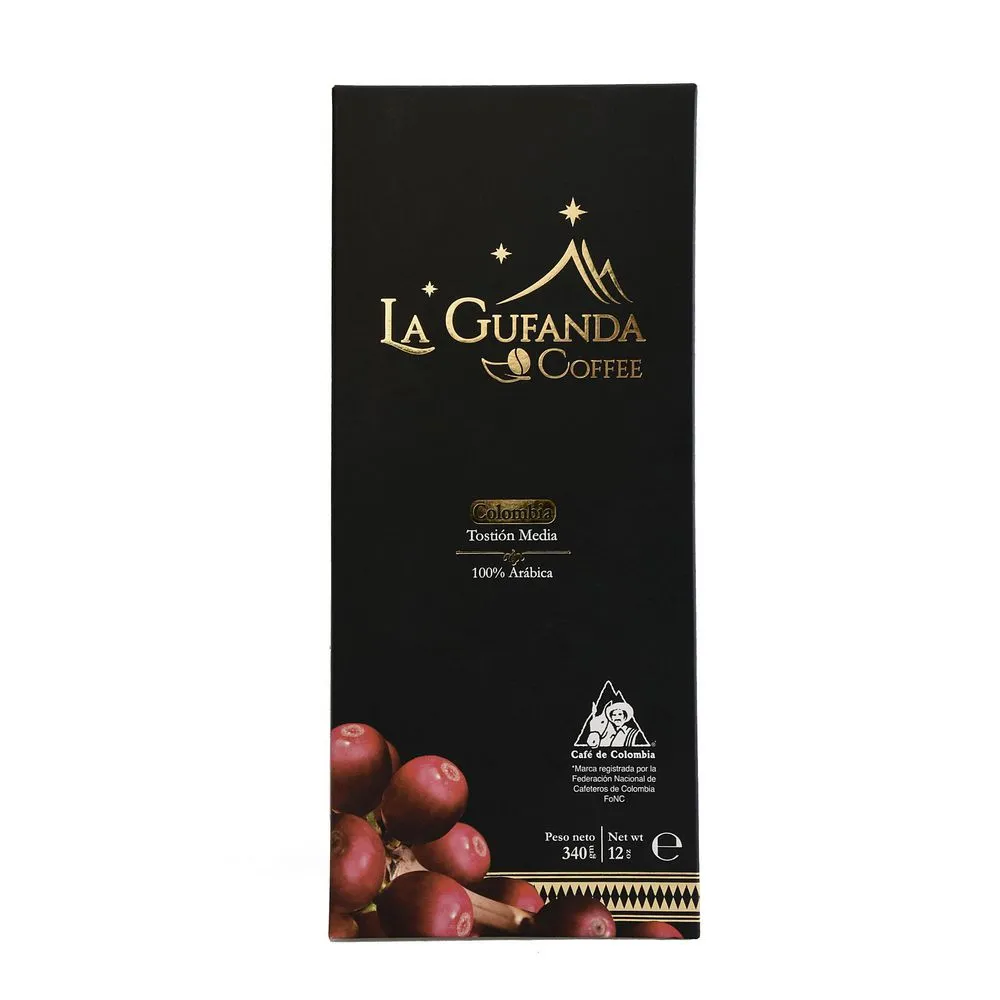 La Gufanda
Coffee
Colombia
Tostión Media
100% Arábica
Café de Colombia
*Marca registrada por la
Federación Nacional de
Cafeteros de Colombia
FoNC
Peso neto | Net wt
340 gm | 12 oz ℮